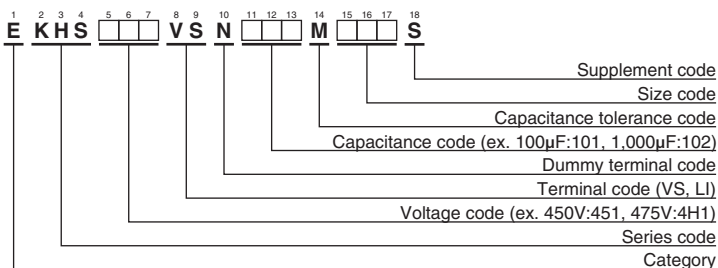 1 2 3 4 5 6 7 8 9 10 11 12 13 14 15 16 17 18
E KHS VS N M S
Supplement code
Size code
Capacitance tolerance code
Capacitance code (ex. 100µF:101, 1,000µF:102)
Dummy terminal code
Terminal code (VS, LI)
Voltage code (ex. 450V:451, 475V:4H1)
Series code
Category